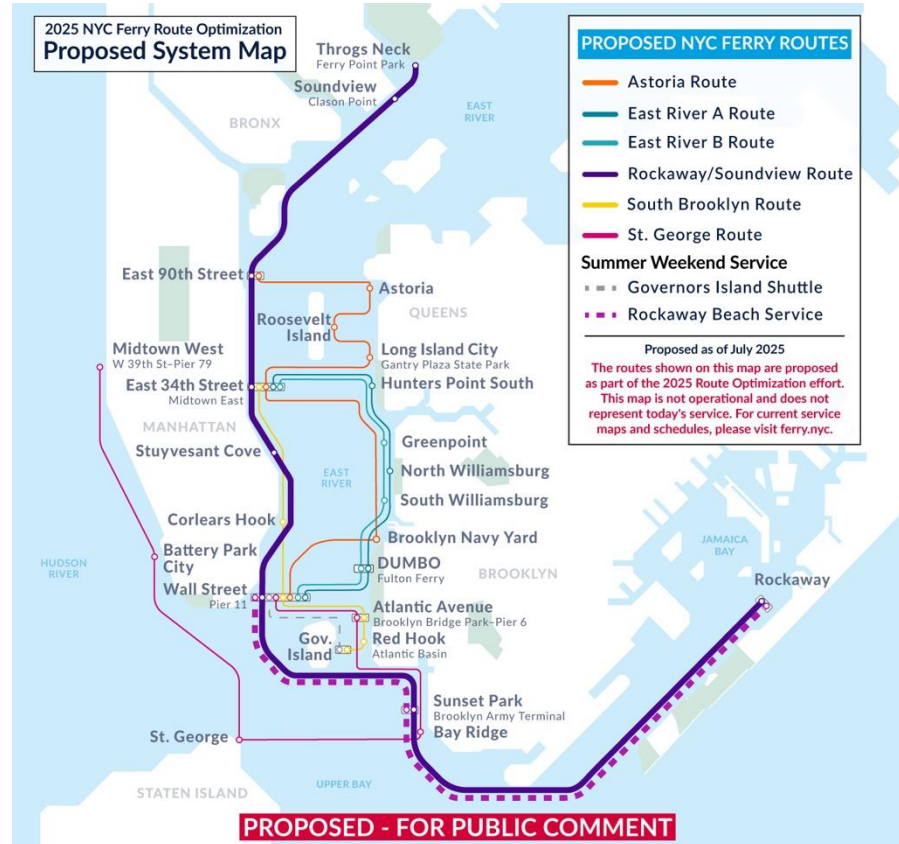 2025 NYC Ferry Route Optimization
Proposed System Map
Throgs Neck
Ferry Point Park
Soundview
Clason Point
EAST
RIVER
BRONX
PROPOSED NYC FERRY ROUTES
Astoria Route
East River A Route
East River B Route
Rockaway/Soundview Route
South Brooklyn Route
St. George Route
Summer Weekend Service
Governors Island Shuttle
Rockaway Beach Service
Proposed as of July 2025
The routes shown on this map are proposed
as part of the 2025 Route Optimization effort.
This map is not operational and does not
represent today's service. For current service
maps and schedules, please visit ferry.nyc.
East 90th Street
Astoria
Roosevelt
Island
QUEENS
Midtown West
W 39th St–Pier 79
Long Island City
Gantry Plaza State Park
East 34th Street
Midtown East
Hunters Point South
MANHATTAN
Stuyvesant Cove
Greenpoint
EAST
RIVER
North Williamsburg
South Williamsburg
Corlears Hook
Brooklyn Navy Yard
Battery Park
City
HUDSON
RIVER
DUMBO
Fulton Ferry
BROOKLYN
JAMAICA
BAY
Rockaway
Wall Street
Pier 11
Atlantic Avenue
Brooklyn Bridge Park–Pier 6
Gov.
Island
Red Hook
Atlantic Basin
Sunset Park
Brooklyn Army Terminal
Bay Ridge
St. George
UPPER BAY
STATEN ISLAND
PROPOSED - FOR PUBLIC COMMENT